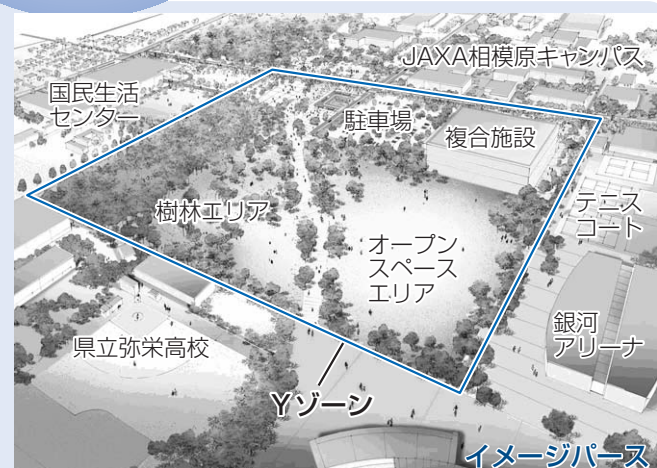 JAXA相模原キャンパス
国民生活
センター
駐車場
複合施設
樹林エリア
テニス
コート
オープン
スペース
エリア
銀河
アリーナ
県立弥栄高校
Yゾーン
イメージパース